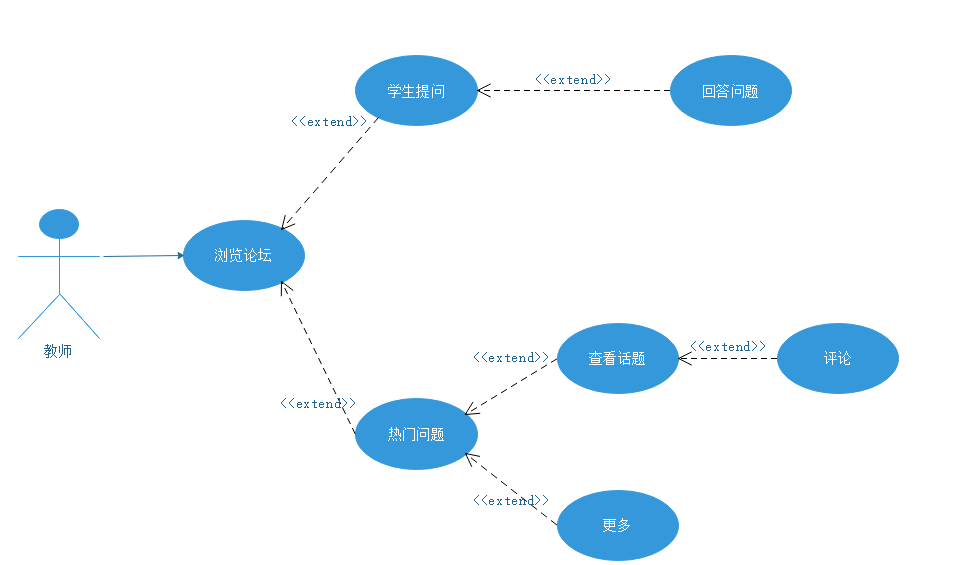 <<extend>>
学生提问
回答问题
<<extend>>
浏览论坛
教师
<<extend>>
查看话题
<<extend>>
评论
<<extend>>
热门问题
<<extend>>
更多